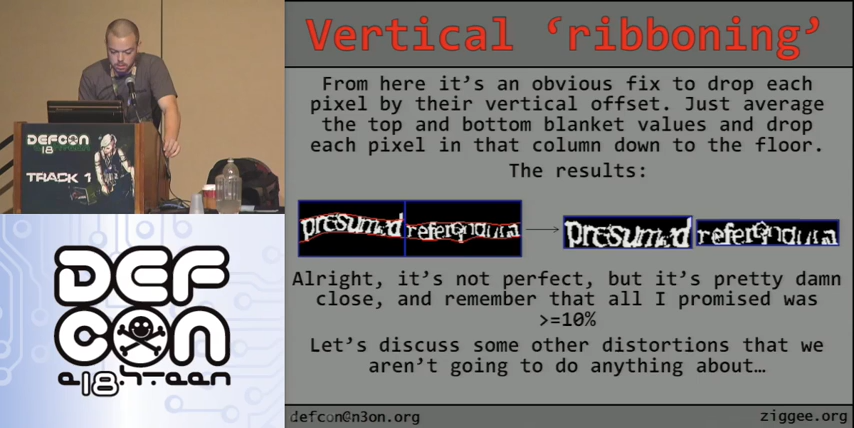 DEFCON
18
TRACK 1
DEF
CON
e18hteen
Vertical ‘ribboning’
From here it’s an obvious fix to drop each
pixel by their vertical offset. Just average
the top and bottom blanket values and drop
each pixel in that column down to the floor.
The results:
presumed referendum presumed referendum
Alright, it’s not perfect, but it’s pretty damn
close, and remember that all I promised was
>=10%
Let’s discuss some other distortions that we
aren’t going to do anything about…
defcon@n3on.org
ziggee.org